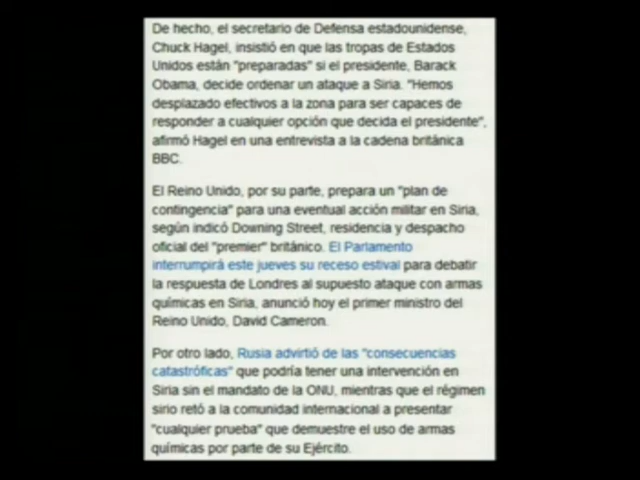 De hecho, el secretario de Defensa estadounidense,
Chuck Hagel, insistió en que las tropas de Estados
Unidos están "preparadas" si el presidente, Barack
Obama, decide ordenar un ataque a Siria. "Hemos
desplazado efectivos a la zona para ser capaces de
responder a cualquier opción que decida el presidente",
afirmó Hagel en una entrevista a la cadena británica
BBC.
El Reino Unido, por su parte, prepara un "plan de
contingencia" para una eventual acción militar en Siria,
según indicó Downing Street, residencia y despacho
oficial del "premier" británico. El Parlamento
interrumpirá este jueves su receso estival para debatir
la respuesta de Londres al supuesto ataque con armas
químicas en Siria, anunció hoy el primer ministro del
Reino Unido, David Cameron.
Por otro lado, Rusia advirtió de las "consecuencias
catastróficas" que podría tener una intervención en
Siria sin el mandato de la ONU, mientras que el régimen
sirio retó a la comunidad internacional a presentar
"cualquier prueba" que demuestre el uso de armas
químicas por parte de su Ejército.